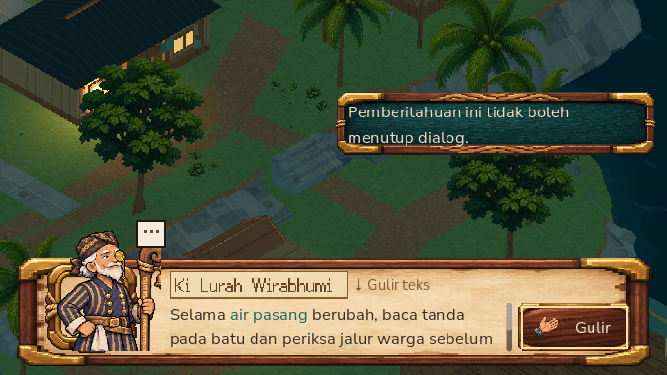 Pemberitahuan ini tidak boleh
menutup dialog.
...
Ki Lurah Wirabhumi
↓ Gulir teks
Selama air pasang berubah, baca tanda
pada batu dan periksa jalur warga sebelum
Gulir